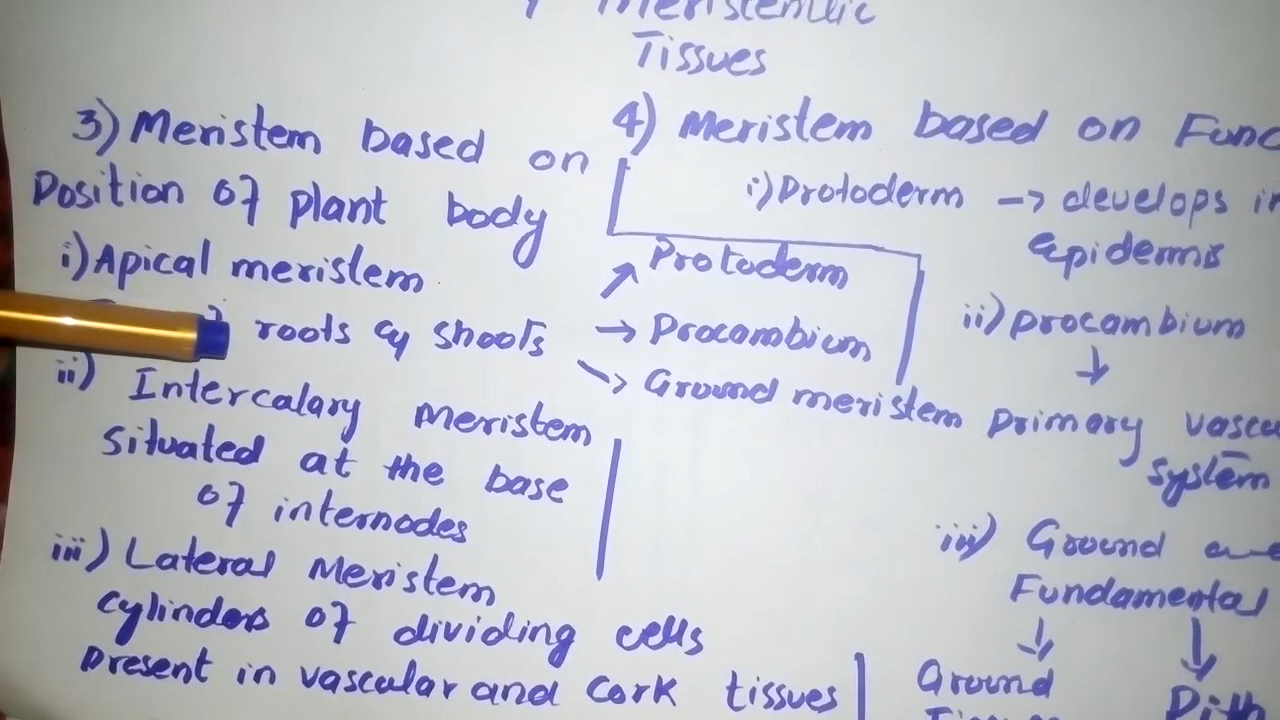 Meristematic
Tissues
3) Meristem based on
Position of plant body
i) Apical meristem
roots & shoots
→ Protoderm
→ Procambium
→ Ground meristem
ii) Intercalary Meristem
situated at the base
of internodes
iii) Lateral Meristem
cylinders of dividing cells
Present in vascular and cork tissues
4) Meristem based on Func
i) Protoderm → develops in
epidermis
ii) procambium
↓
primary vascu
system
iii) Ground
Fundamental
↓ ↓
Ground Pith